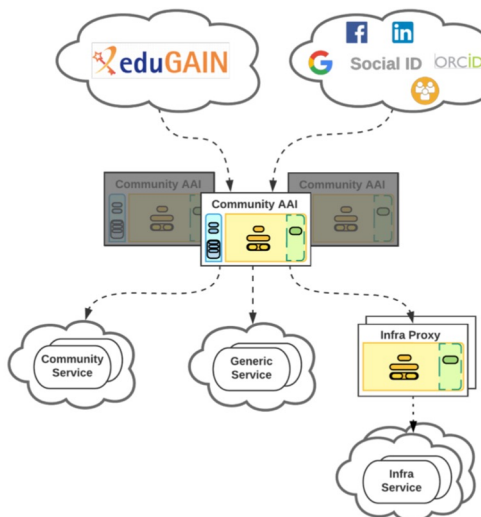 eduGAIN
Social ID
ORCID
Community AAI
Community AAI
Community AAI
Community
Service
Generic
Service
Infra Proxy
Infra
Service